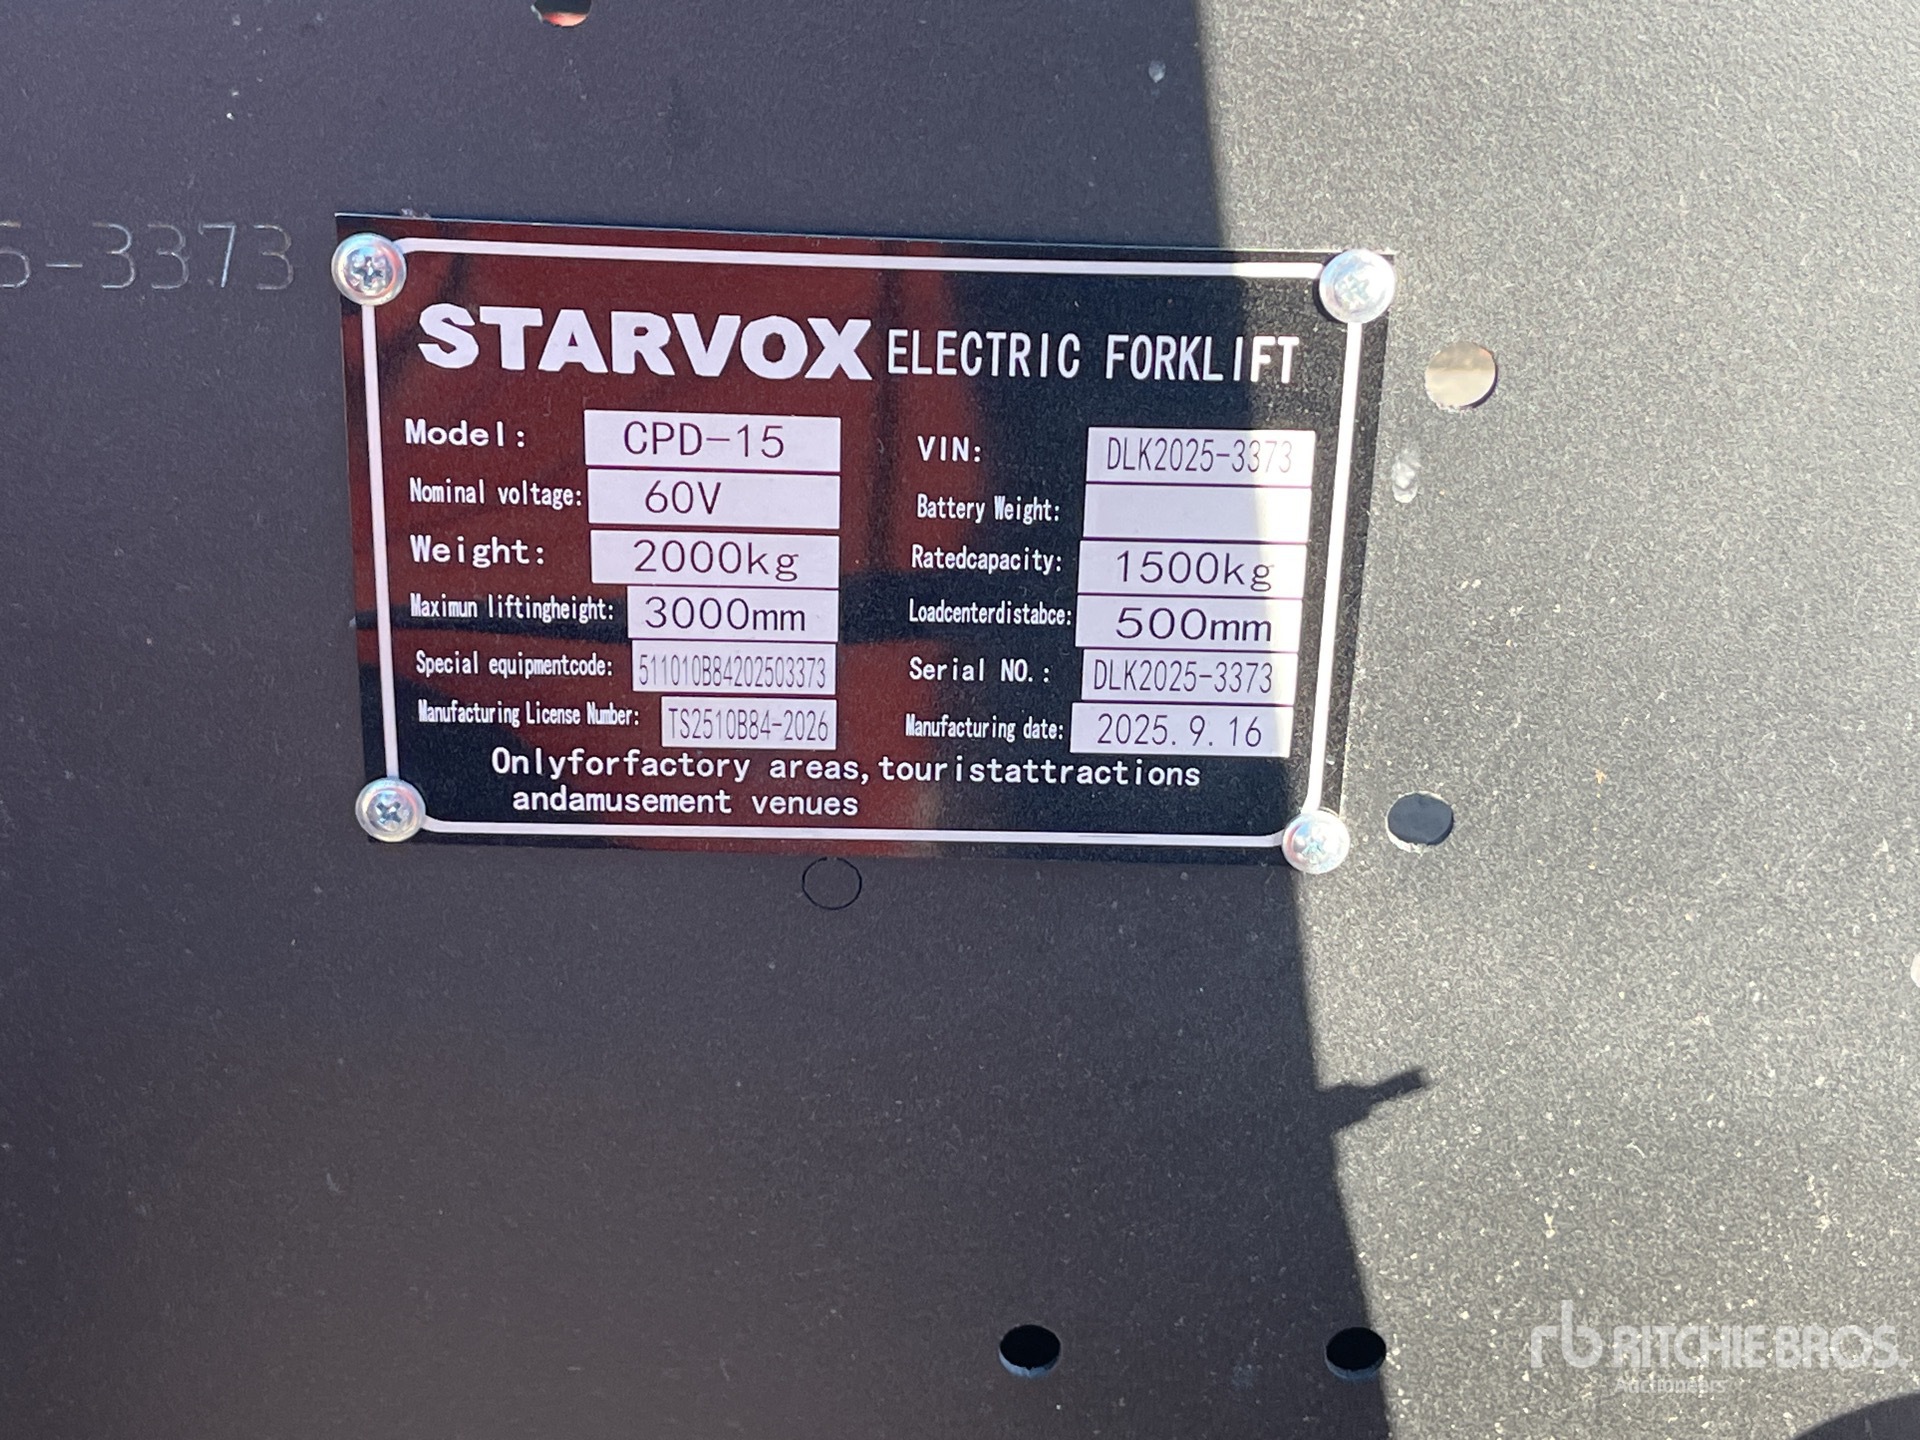 5-3373
STARVOX ELECTRIC FORKLIFT
Model: CPD-15
VIN: DLK2025-3373
Nominal voltage: 60V
Battery Weight:
Weight: 2000kg
Ratedcapacity: 1500kg
Maximun liftingheight: 3000mm
Loadcenterdistabce: 500mm
Special equipmentcode: 511010B84202503373
Serial NO.: DLK2025-3373
Manufacturing License Number: TS2510B84-2026
Manufacturing date: 2025.9.16
Onlyforfactory areas,touristattractions
andamusement venues
rb RITCHIE BROS.
Auctioneers